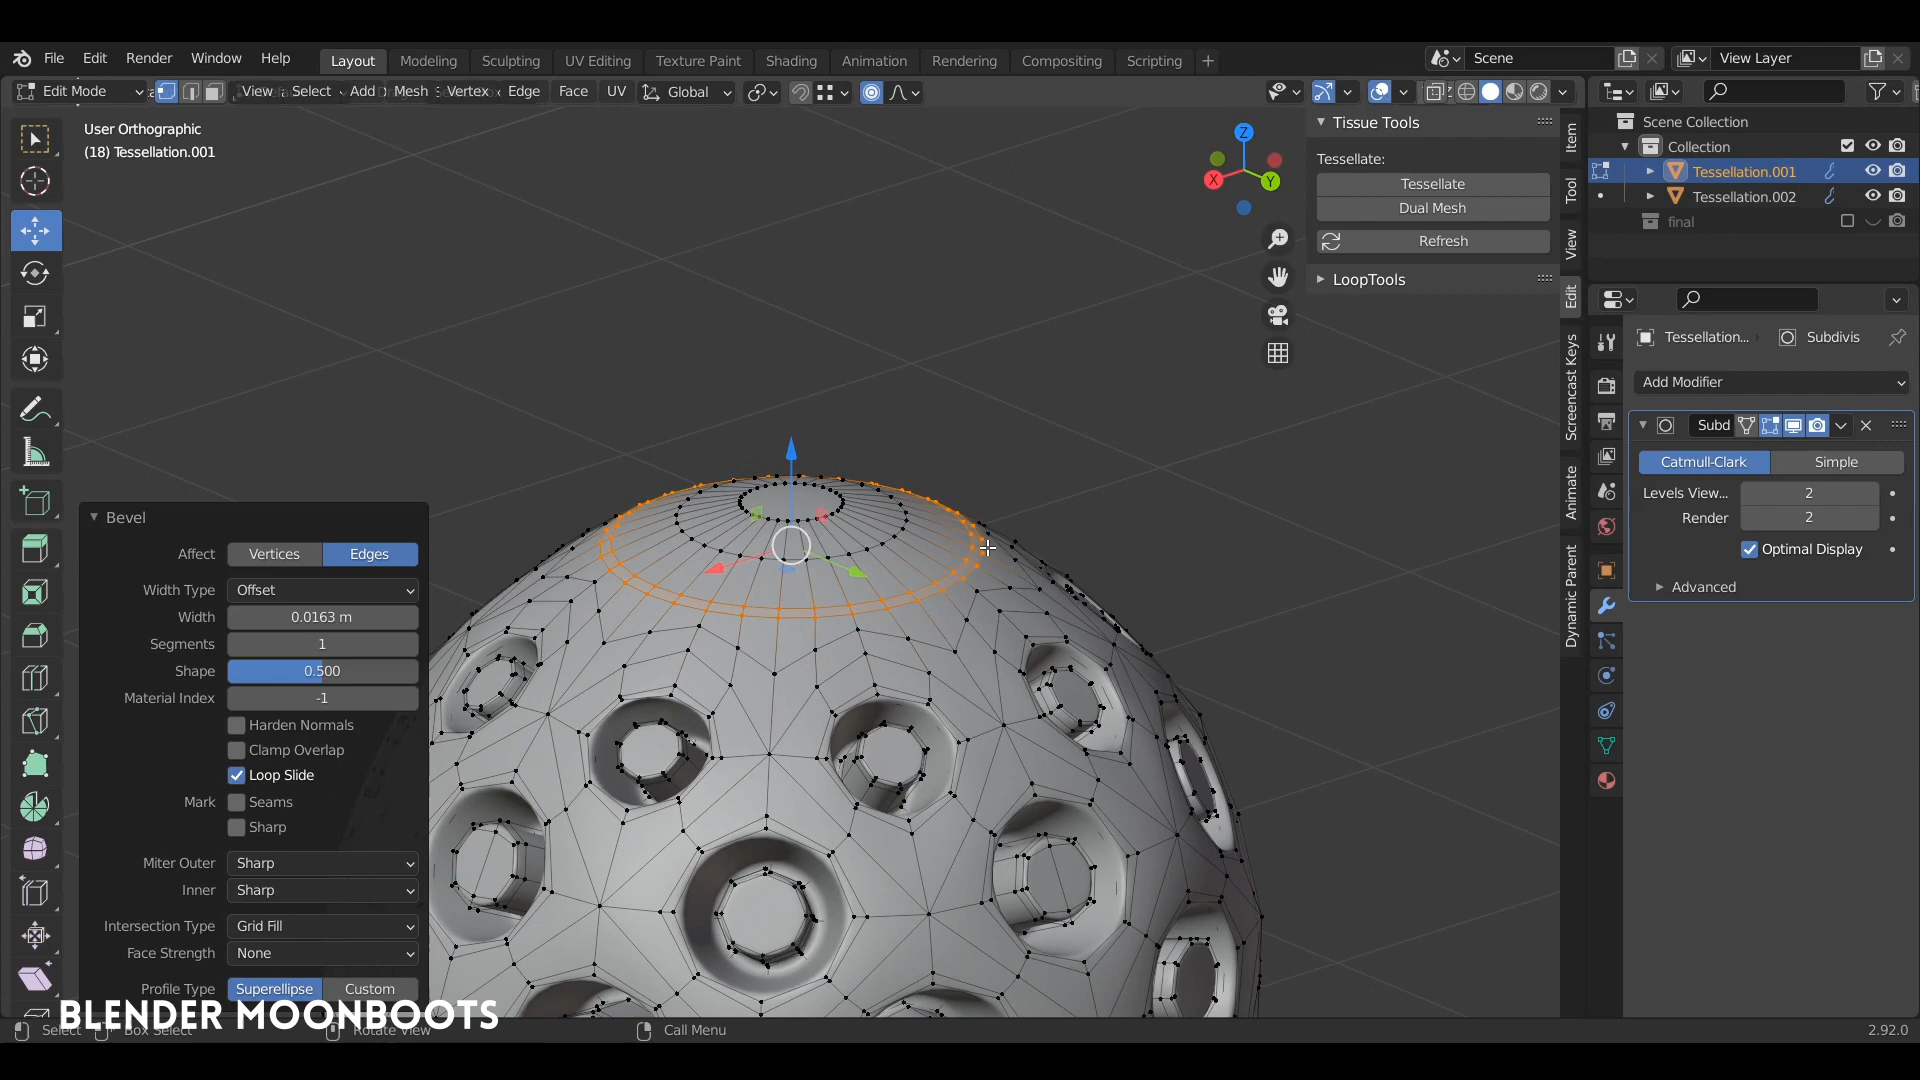 File Edit Render Window Help Layout Modeling Sculpting UV Editing Texture Paint Shading Animation Rendering Compositing Scripting + Scene View Layer
Edit Mode View Select Add Mesh Vertex Edge Face UV Global
User Orthographic
(18) Tessellation.001
Z
X
Y
Tissue Tools
Tessellate:
Tessellate
Dual Mesh
Refresh
LoopTools
Item
Tool
View
Edit
Screencast Keys
Animate
Dynamic Parent
Scene Collection
Collection
Tessellation.001
Tessellation.002
final
Tessellation... Subdivis
Add Modifier
Subd
Catmull-Clark Simple
Levels View... 2
Render 2
Optimal Display
Advanced
Bevel
Affect Vertices Edges
Width Type Offset
Width 0.0163 m
Segments 1
Shape 0.500
Material Index -1
Harden Normals
Clamp Overlap
Loop Slide
Mark Seams
Sharp
Miter Outer Sharp
Inner Sharp
Intersection Type Grid Fill
Face Strength None
Profile Type Superellipse Custom
BLENDER MOONBOOTS
Select Box Select Rotate View Call Menu 2.92.0